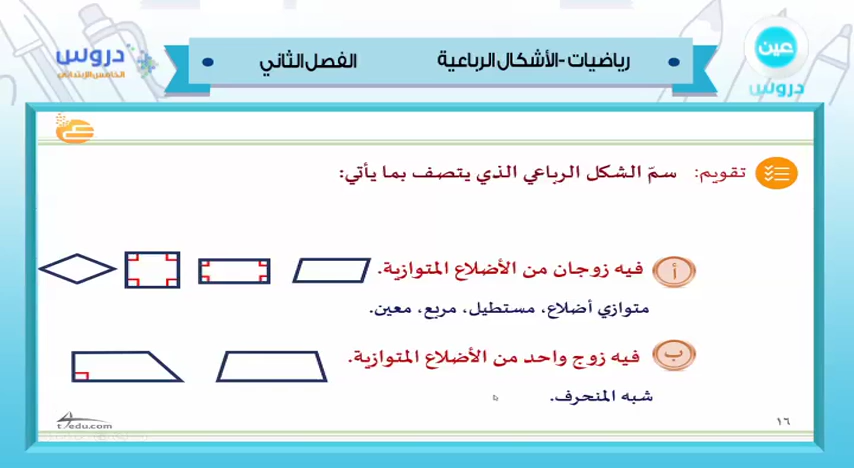 عين
دروس
رياضيات -الأشكال الرباعية الفصل الثاني
دروس
الخامس الإبتدائي
تقويم: سمّ الشكل الرباعي الذي يتصف بما يأتي:
أ فيه زوجان من الأضلاع المتوازية.
متوازي أضلاع، مستطيل، مربع، معين.
ب فيه زوج واحد من الأضلاع المتوازية.
شبه المنحرف.
١٦
t4edu.com